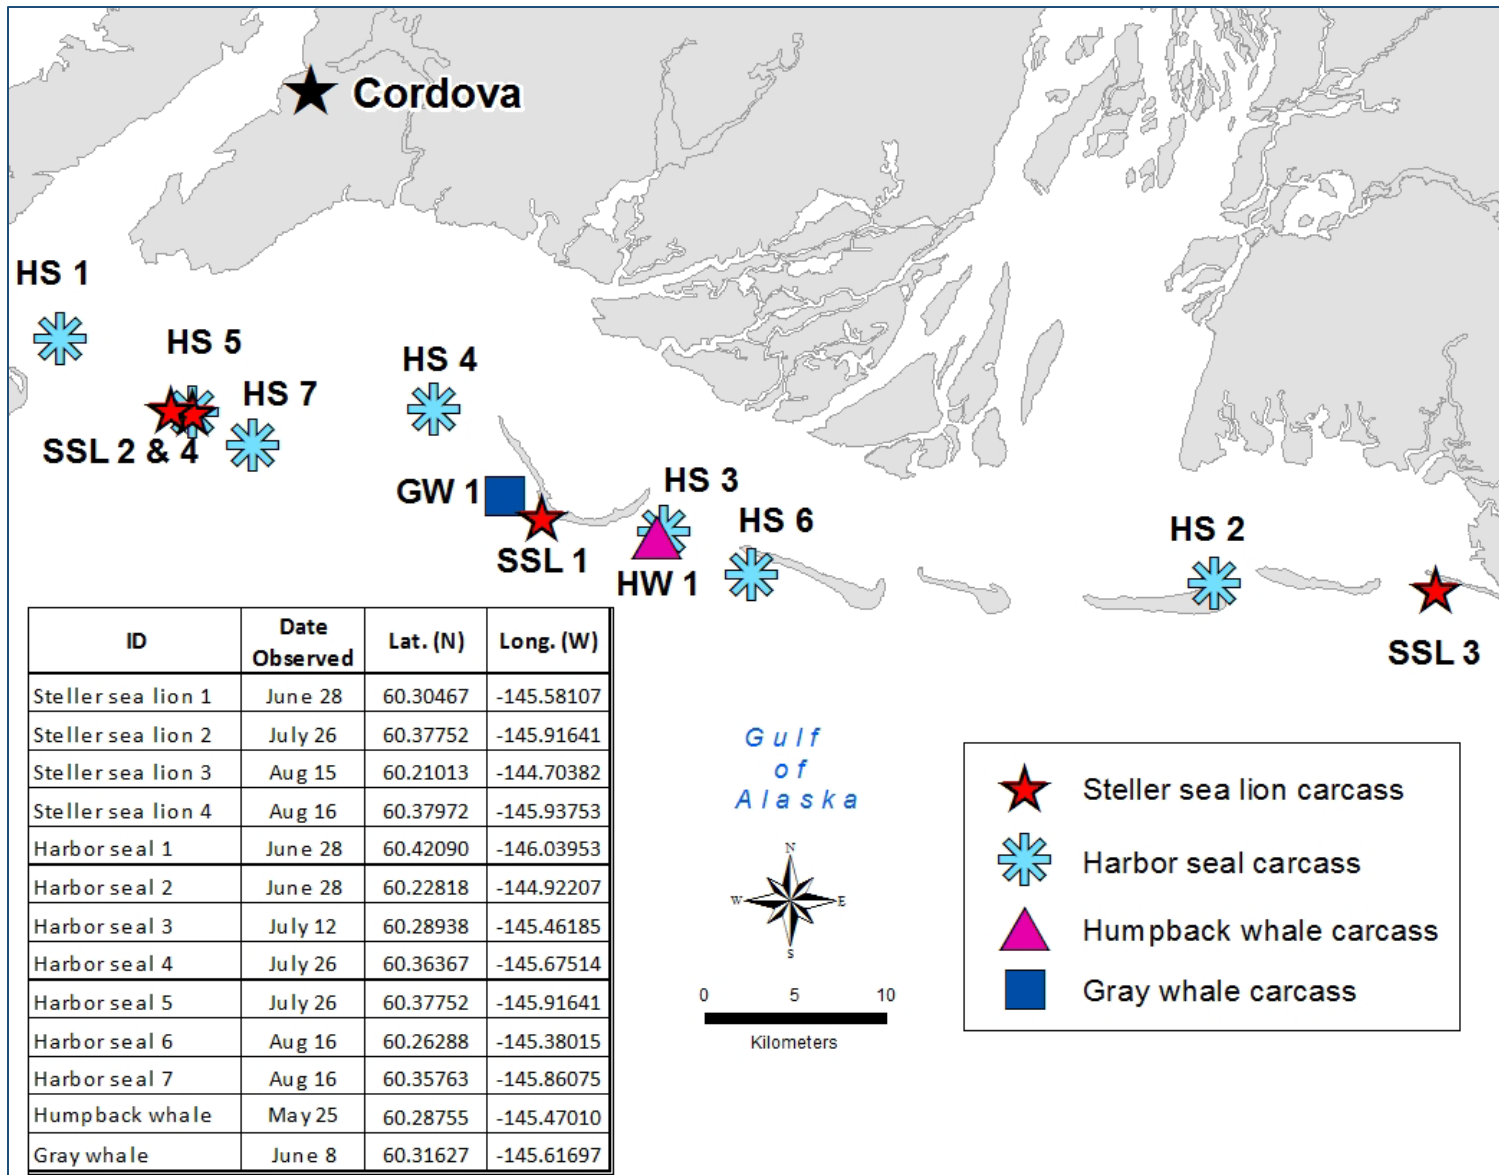 Cordova
HS 1
HS 5
HS 4
HS 7
SSL 2 & 4
GW 1
HS 3
HS 6
HS 2
SSL 1
HW 1
SSL 3
ID Date Observed Lat. (N) Long. (W)
Steller sea lion 1 June 28 60.30467 -145.58107
Steller sea lion 2 July 26 60.37752 -145.91641
Steller sea lion 3 Aug 15 60.21013 -144.70382
Steller sea lion 4 Aug 16 60.37972 -145.93753
Harbor seal 1 June 28 60.42090 -146.03953
Harbor seal 2 June 28 60.22818 -144.92207
Harbor seal 3 July 12 60.28938 -145.46185
Harbor seal 4 July 26 60.36367 -145.67514
Harbor seal 5 July 26 60.37752 -145.91641
Harbor seal 6 Aug 16 60.26288 -145.38015
Harbor seal 7 Aug 16 60.35763 -145.86075
Humpback whale May 25 60.28755 -145.47010
Gray whale June 8 60.31627 -145.61697
Gulf
of
Alaska
N
W E
S
0 5 10
Kilometers
Steller sea lion carcass
Harbor seal carcass
Humpback whale carcass
Gray whale carcass